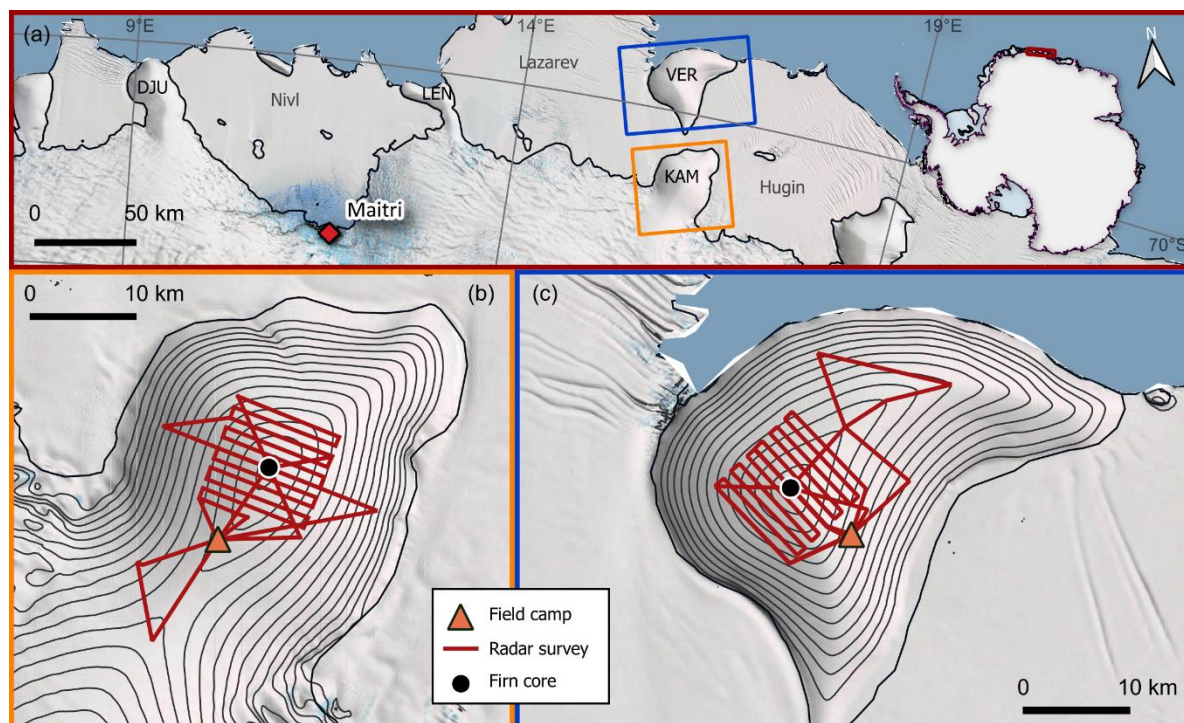 (a)
9°E
14°E
19°E
N
DJU
Nivl
LEN
Lazarev
VER
KAM
Hugin
Maitri
0 50 km
70°S
0 10 km
(b)
(c)
Field camp
Radar survey
Firn core
0 10 km